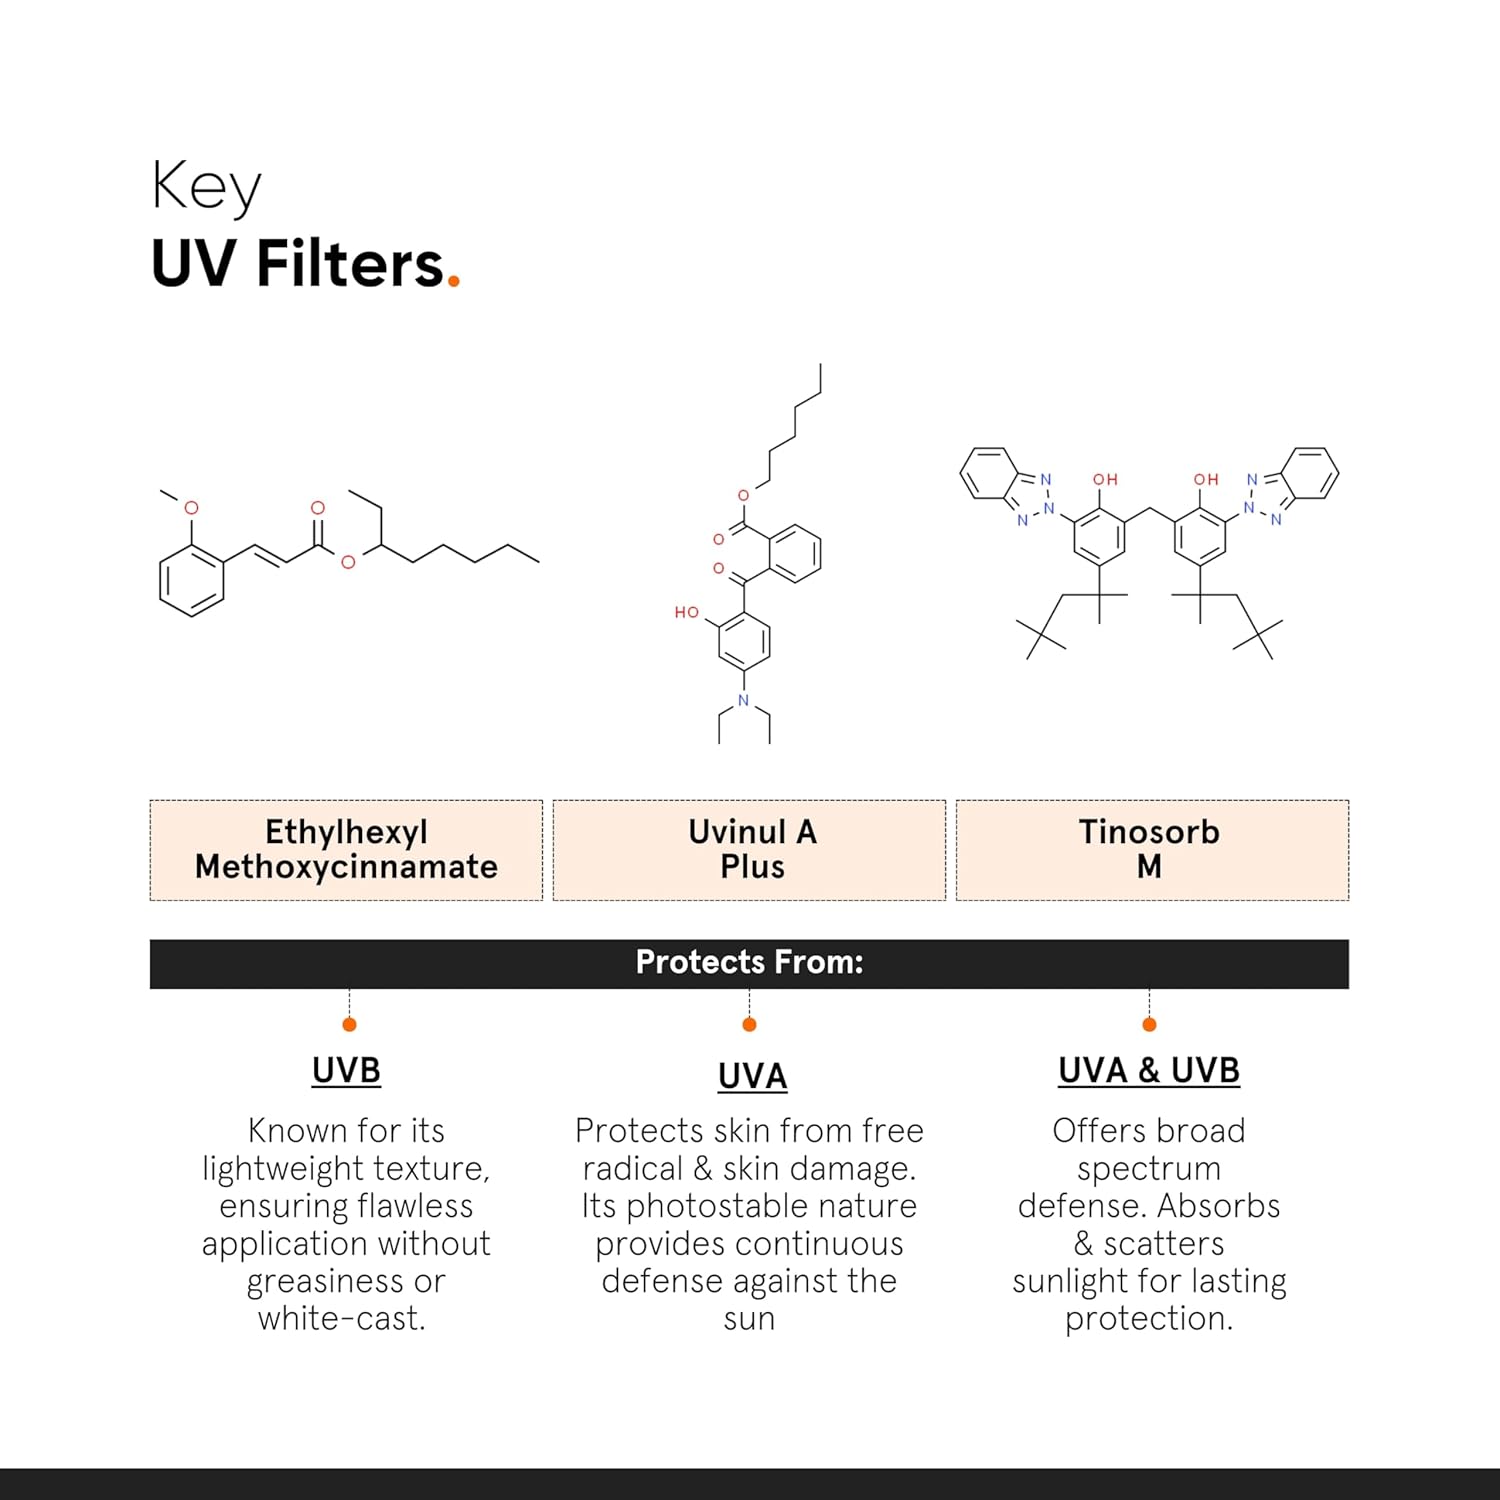 Key
UV Filters.
O
O
O
O
O
O
HO
N
N
N
N
OH
OH
N
N
N
Ethylhexyl
Methoxycinnamate
Uvinul A
Plus
Tinosorb
M
Protects From:
UVB
Known for its
lightweight texture,
ensuring flawless
application without
greasiness or
white-cast.
UVA
Protects skin from free
radical & skin damage.
Its photostable nature
provides continuous
defense against the
sun
UVA & UVB
Offers broad
spectrum
defense. Absorbs
& scatters
sunlight for lasting
protection.